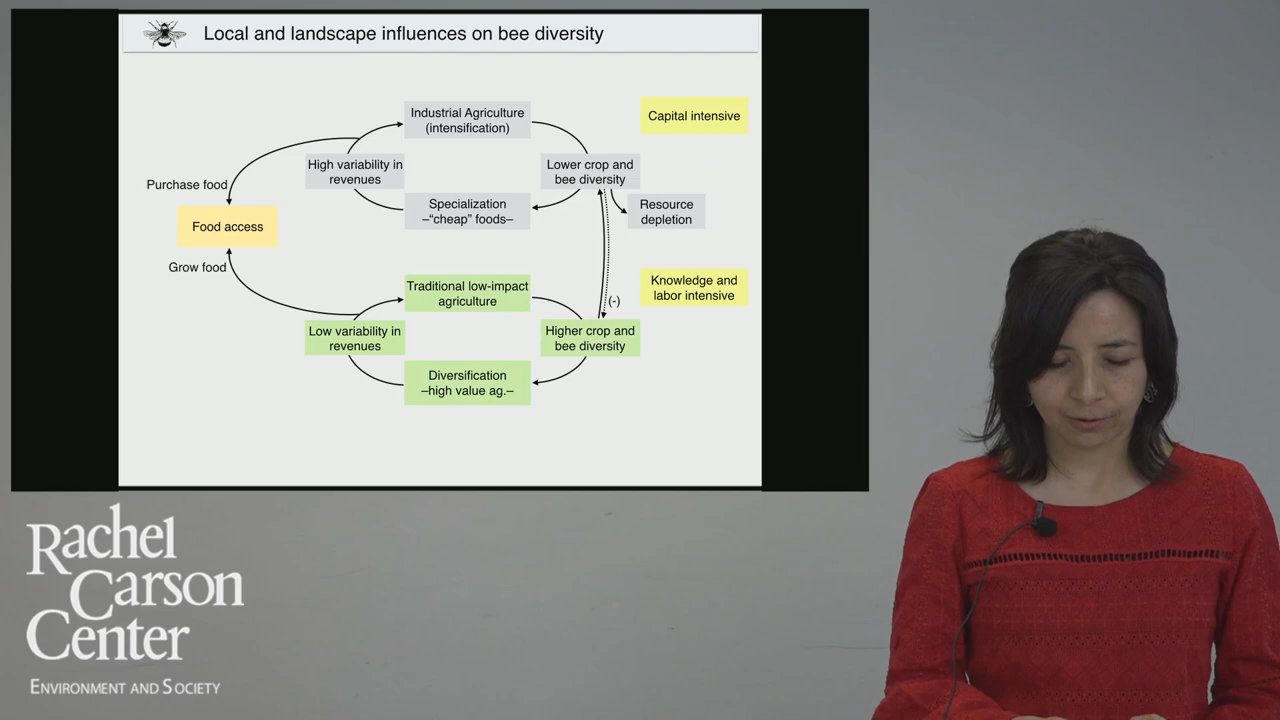 Local and landscape influences on bee diversity
Industrial Agriculture
(intensification)
Capital intensive
High variability in
revenues
Lower crop and
bee diversity
Purchase food
Specialization
–“cheap” foods–
Resource
depletion
Food access
Grow food
Traditional low-impact
agriculture
Knowledge and
labor intensive
(-)
Low variability in
revenues
Higher crop and
bee diversity
Diversification
–high value ag.–
Rachel
Carson
Center
Environment and Society